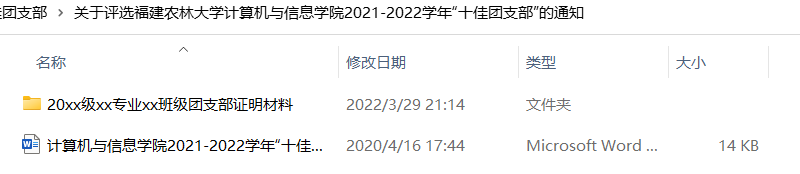 佳团支部 > 关于评选福建农林大学计算机与信息学院2021-2022学年“十佳团支部”的通知
名称 修改日期 类型 大小
20xx级xx专业xx班级团支部证明材料 2022/3/29 21:14 文件夹
计算机与信息学院2021-2022学年“十佳... 2020/4/16 17:44 Microsoft Word ... 14 KB